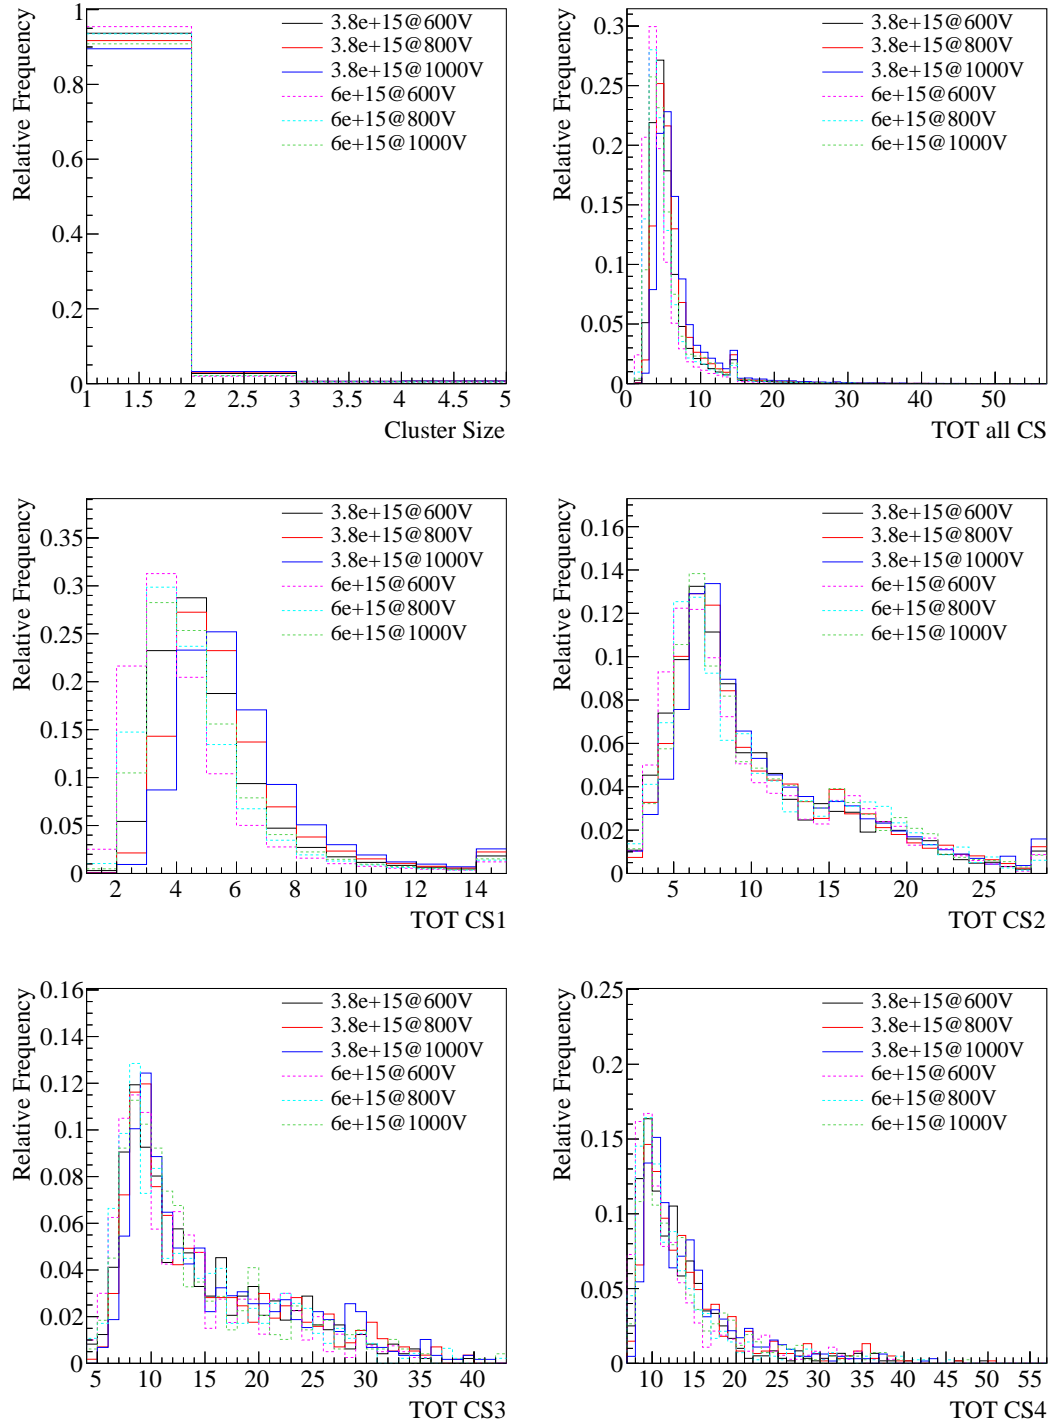 Relative Frequency
1
0.8
0.6
0.4
0.2
0
3.8e+15@600V
3.8e+15@800V
3.8e+15@1000V
6e+15@600V
6e+15@800V
6e+15@1000V
1 1.5 2 2.5 3 3.5 4 4.5 5
Cluster Size
Relative Frequency
0.3
0.25
0.2
0.15
0.1
0.05
0
3.8e+15@600V
3.8e+15@800V
3.8e+15@1000V
6e+15@600V
6e+15@800V
6e+15@1000V
0 10 20 30 40 50
TOT all CS
Relative Frequency
0.35
0.3
0.25
0.2
0.15
0.1
0.05
0
3.8e+15@600V
3.8e+15@800V
3.8e+15@1000V
6e+15@600V
6e+15@800V
6e+15@1000V
2 4 6 8 10 12 14
TOT CS1
Relative Frequency
0.16
0.14
0.12
0.1
0.08
0.06
0.04
0.02
0
3.8e+15@600V
3.8e+15@800V
3.8e+15@1000V
6e+15@600V
6e+15@800V
6e+15@1000V
5 10 15 20 25
TOT CS2
Relative Frequency
0.16
0.14
0.12
0.1
0.08
0.06
0.04
0.02
0
3.8e+15@600V
3.8e+15@800V
3.8e+15@1000V
6e+15@600V
6e+15@800V
6e+15@1000V
5 10 15 20 25 30 35 40
TOT CS3
Relative Frequency
0.25
0.2
0.15
0.1
0.05
0
3.8e+15@600V
3.8e+15@800V
3.8e+15@1000V
6e+15@600V
6e+15@800V
6e+15@1000V
10 15 20 25 30 35 40 45 50 55
TOT CS4